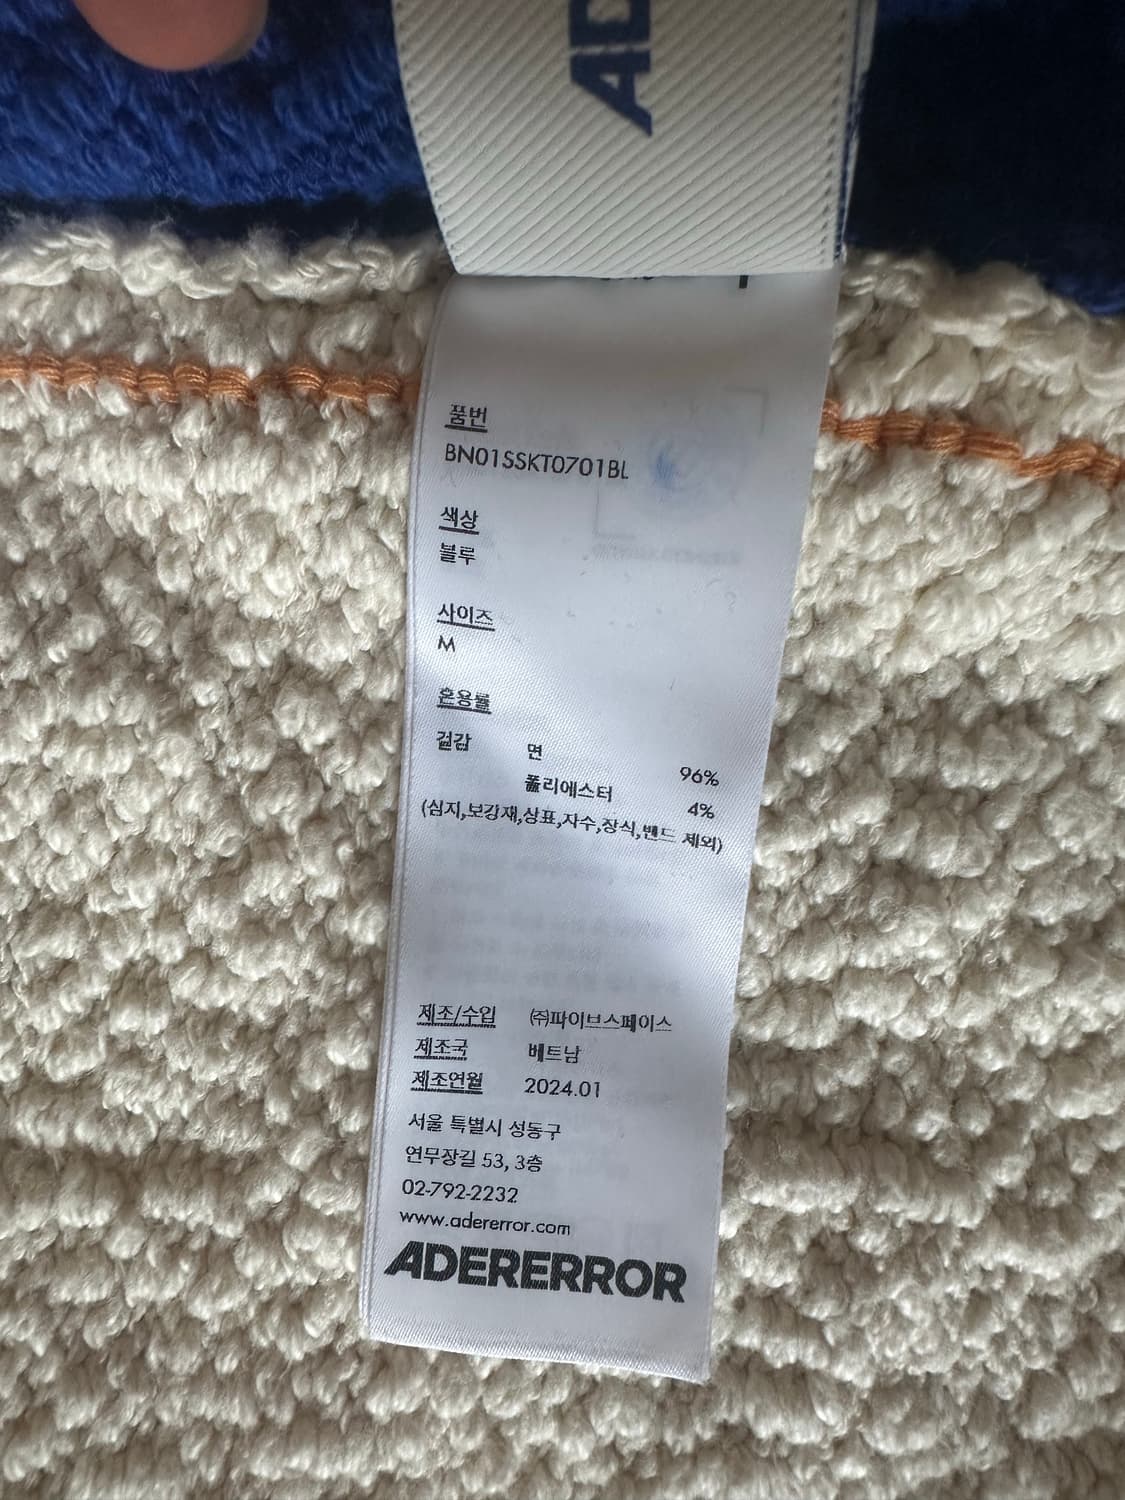 AD
품번
BN01SSKT0701BL
색상
블루
사이즈
M
혼용률
겉감 면 96%
폴리에스터 4%
(심지,보강재,상표,자수,장식,밴드 제외)
제조/수입 ㈜파이브스페이스
제조국 베트남
제조연월 2024.01
서울 특별시 성동구
연무장길 53, 3층
02-792-2232
www.adererror.com
ADERERROR